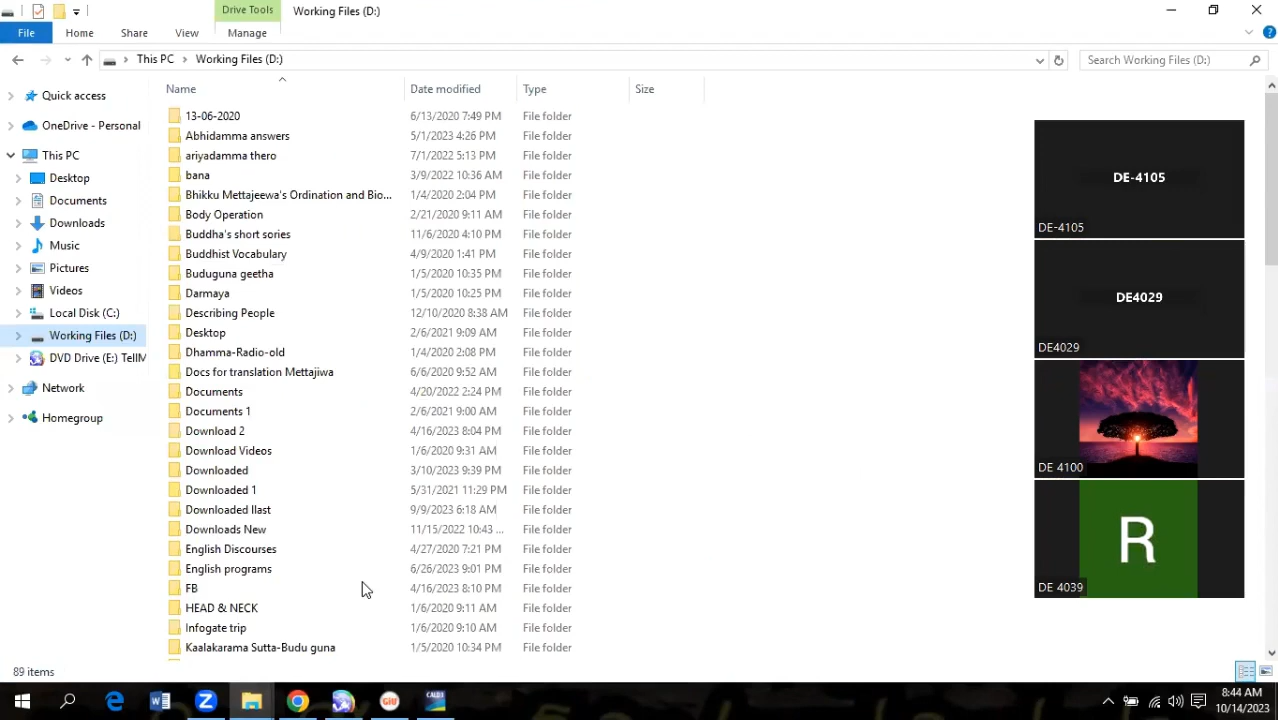 Drive Tools
Working Files (D:)
File
Home
Share
View
Manage
This PC
Working Files (D:)
Search Working Files (D:)
Name
Date modified
Type
Size
Quick access
OneDrive - Personal
This PC
Desktop
Documents
Downloads
Music
Pictures
Videos
Local Disk (C:)
Working Files (D:)
DVD Drive (E:) TellM
Network
Homegroup
13-06-2020 6/13/2020 7:49 PM File folder
Abhidamma answers 5/1/2023 4:26 PM File folder
ariyadamma thero 7/1/2022 5:13 PM File folder
bana 3/9/2022 10:36 AM File folder
Bhikku Mettajeewa's Ordination and Bio... 1/4/2020 2:04 PM File folder
Body Operation 2/21/2020 9:11 AM File folder
Buddha's short sories 11/6/2020 4:10 PM File folder
Buddhist Vocabulary 4/9/2020 1:41 PM File folder
Buduguna geetha 1/5/2020 10:35 PM File folder
Darmaya 1/5/2020 10:25 PM File folder
Describing People 12/10/2020 8:38 AM File folder
Desktop 2/6/2021 9:09 AM File folder
Dhamma-Radio-old 1/4/2020 2:08 PM File folder
Docs for translation Mettajiwa 6/6/2020 9:52 AM File folder
Documents 4/20/2022 2:24 PM File folder
Documents 1 2/6/2021 9:00 AM File folder
Download 2 4/16/2023 8:04 PM File folder
Download Videos 1/6/2020 9:31 AM File folder
Downloaded 3/10/2023 9:39 PM File folder
Downloaded 1 5/31/2021 11:29 PM File folder
Downloaded llast 9/9/2023 6:18 AM File folder
Downloads New 11/15/2022 10:43 ... File folder
English Discourses 4/27/2020 7:21 PM File folder
English programs 6/26/2023 9:01 PM File folder
FB 4/16/2023 8:10 PM File folder
HEAD & NECK 1/6/2020 9:11 AM File folder
Infogate trip 1/6/2020 9:10 AM File folder
Kaalakarama Sutta-Budu guna 1/5/2020 10:34 PM File folder
DE-4105
DE-4105
DE4029
DE4029
DE 4100
R
DE 4039
89 items
W
Z
GIU
CALD3
8:44 AM
10/14/2023